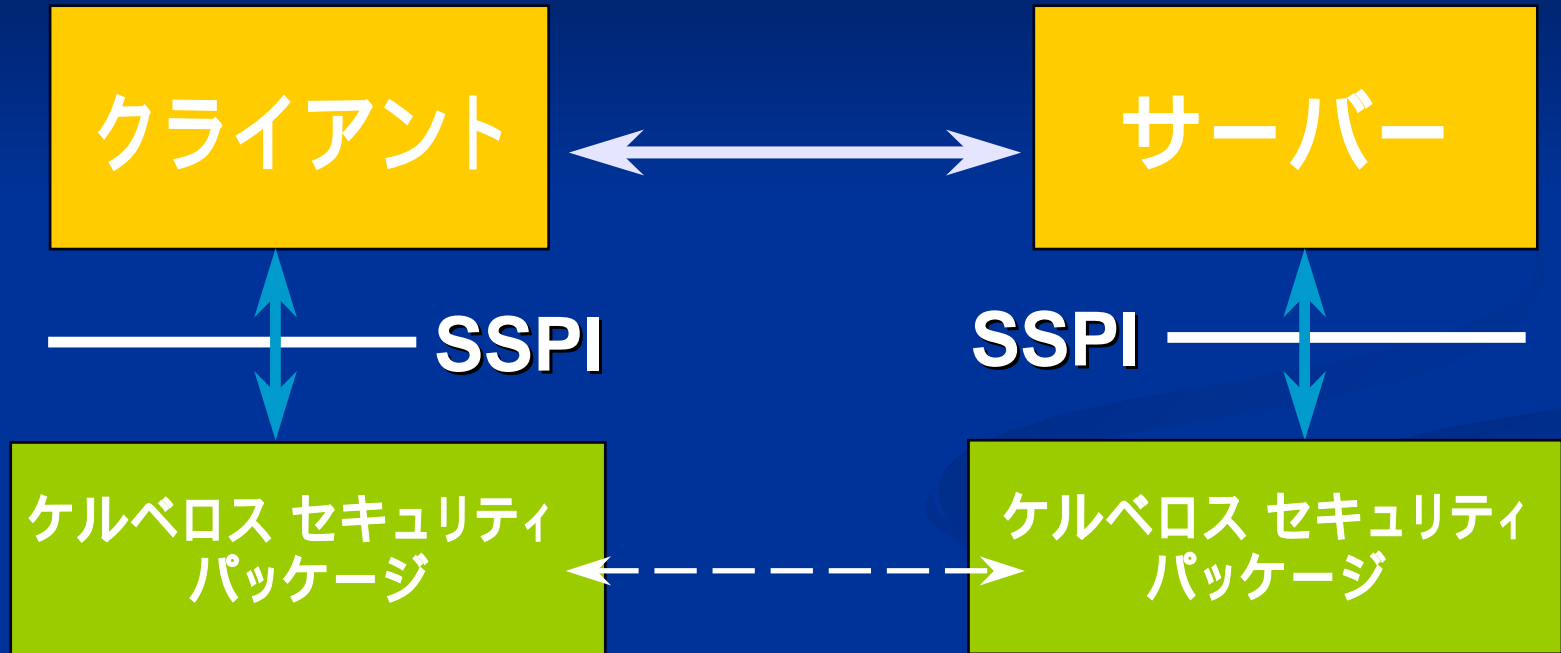 クライアント
サーバー
SSPI
SSPI
ケルベロス セキュリティ
パッケージ
ケルベロス セキュリティ
パッケージ